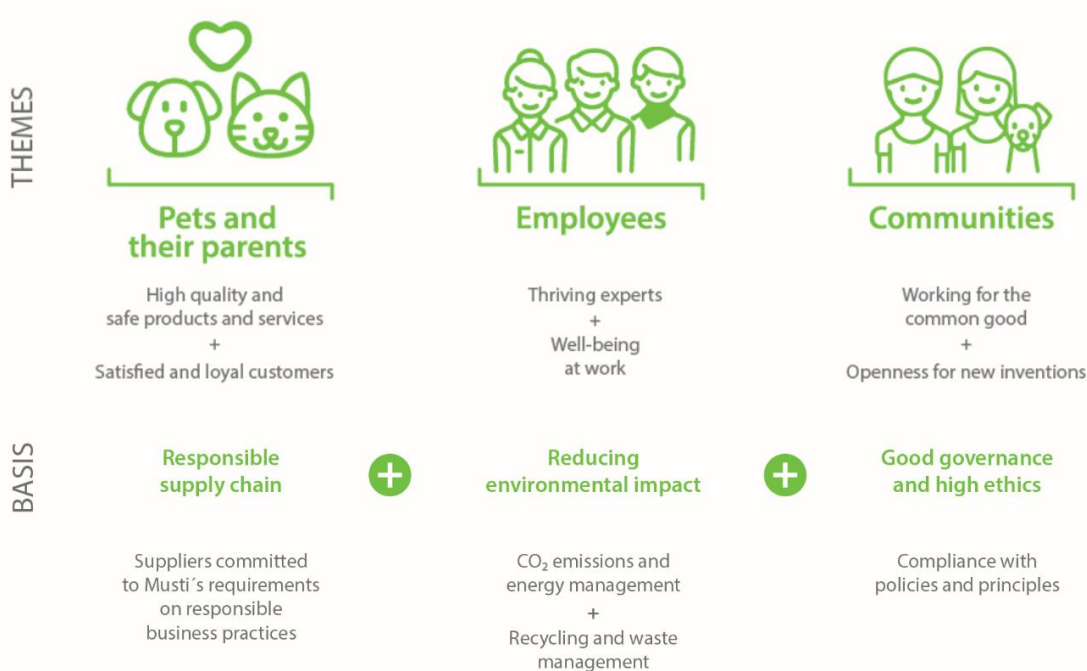 THEMES
Pets and
their parents
High quality and
safe products and services
+
Satisfied and loyal customers
Employees
Thriving experts
+
Well-being
at work
Communities
Working for the
common good
+
Openness for new inventions
BASIS
Responsible
supply chain
Suppliers committed
to Musti´s requirements
on responsible
business practices
+
Reducing
environmental impact
CO₂ emissions and
energy management
+
Recycling and waste
management
+
Good governance
and high ethics
Compliance with
policies and principles